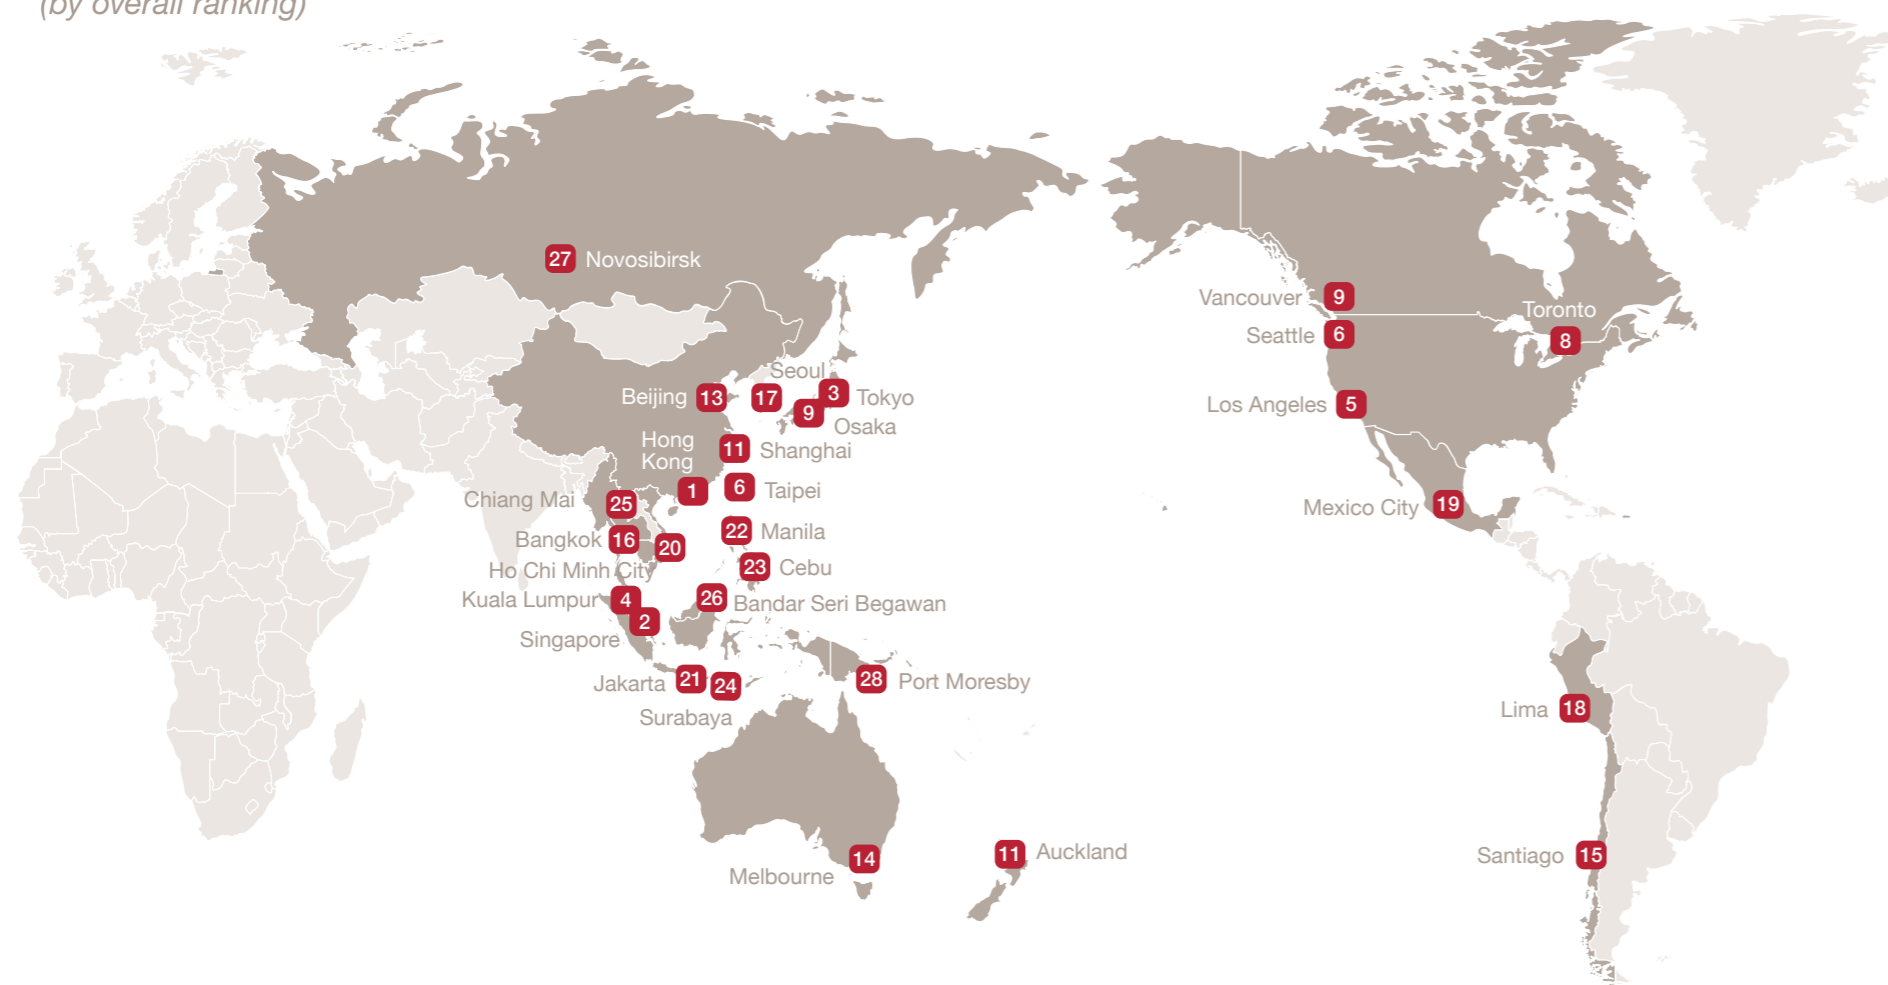 (by overall ranking)
27 Novosibirsk
Vancouver 9
Toronto
8
Seattle 6
Los Angeles 5
Mexico City 19
Lima 18
Santiago 15
Seoul
17
Beijing 13
3 Tokyo
9
Osaka
Hong
Kong
1
11 Shanghai
6 Taipei
Chiang Mai 25
Bangkok 16
20
Ho Chi Minh City
22 Manila
23 Cebu
Kuala Lumpur 4
26 Bandar Seri Begawan
2
Singapore
Jakarta 21
24
Surabaya
28 Port Moresby
14
Melbourne
11 Auckland